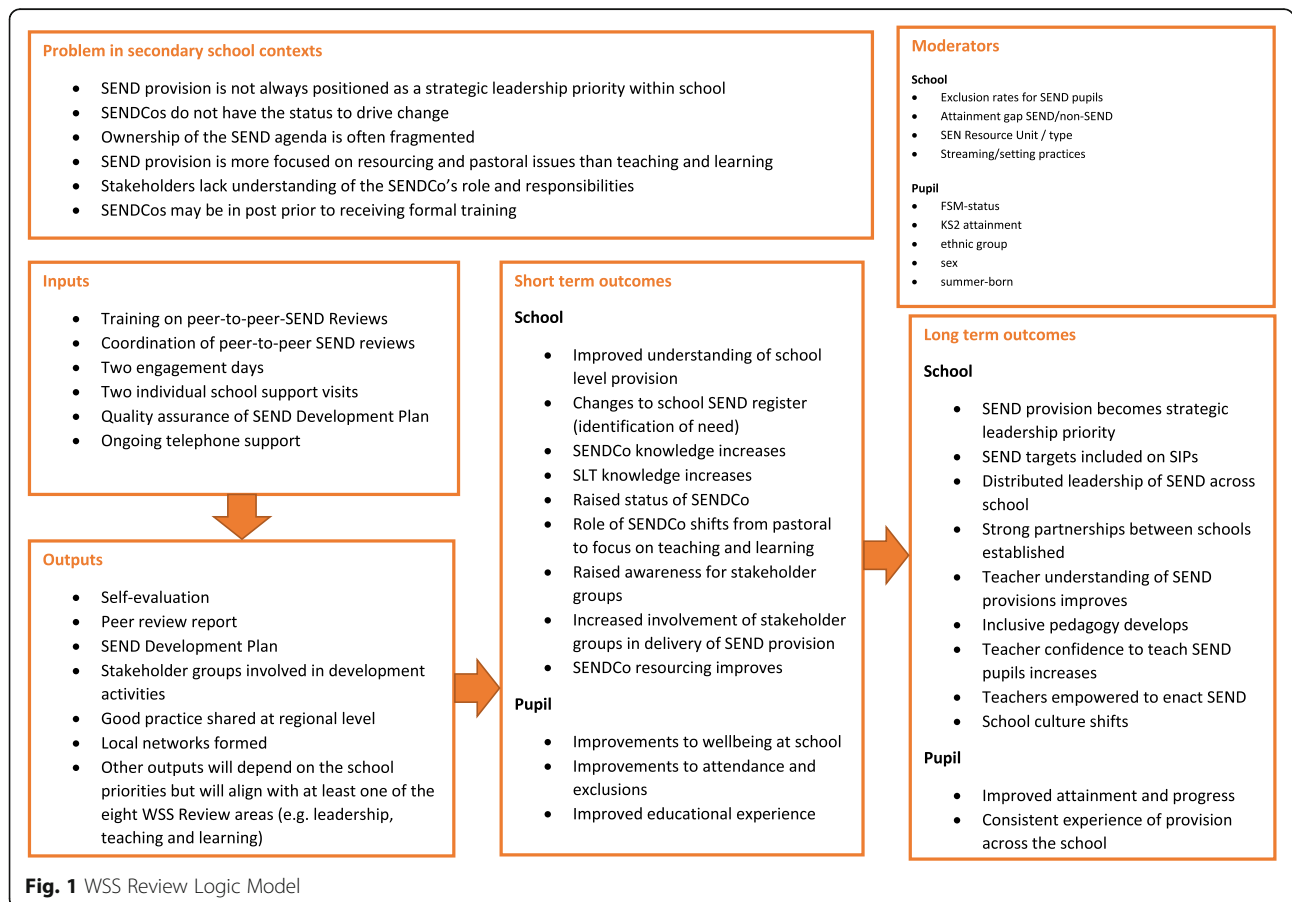 Problem in secondary school contexts
• SEND provision is not always positioned as a strategic leadership priority within school
• SENDCos do not have the status to drive change
• Ownership of the SEND agenda is often fragmented
• SEND provision is more focused on resourcing and pastoral issues than teaching and learning
• Stakeholders lack understanding of the SENDCo’s role and responsibilities
• SENDCos may be in post prior to receiving formal training
Moderators
School
• Exclusion rates for SEND pupils
• Attainment gap SEND/non-SEND
• SEN Resource Unit / type
• Streaming/setting practices
Pupil
• FSM-status
• KS2 attainment
• ethnic group
• sex
• summer-born
Inputs
• Training on peer-to-peer-SEND Reviews
• Coordination of peer-to-peer SEND reviews
• Two engagement days
• Two individual school support visits
• Quality assurance of SEND Development Plan
• Ongoing telephone support
Outputs
• Self-evaluation
• Peer review report
• SEND Development Plan
• Stakeholder groups involved in development
activities
• Good practice shared at regional level
• Local networks formed
• Other outputs will depend on the school
priorities but will align with at least one of the
eight WSS Review areas (e.g. leadership,
teaching and learning)
Short term outcomes
School
• Improved understanding of school
level provision
• Changes to school SEND register
(identification of need)
• SENDCo knowledge increases
• SLT knowledge increases
• Raised status of SENDCo
• Role of SENDCo shifts from pastoral
to focus on teaching and learning
• Raised awareness for stakeholder
groups
• Increased involvement of stakeholder
groups in delivery of SEND provision
• SENDCo resourcing improves
Pupil
• Improvements to wellbeing at school
• Improvements to attendance and
exclusions
• Improved educational experience
Long term outcomes
School
• SEND provision becomes strategic
leadership priority
• SEND targets included on SIPs
• Distributed leadership of SEND across
school
• Strong partnerships between schools
established
• Teacher understanding of SEND
provisions improves
• Inclusive pedagogy develops
• Teacher confidence to teach SEND
pupils increases
• Teachers empowered to enact SEND
• School culture shifts
Pupil
• Improved attainment and progress
• Consistent experience of provision
across the school
Fig. 1 WSS Review Logic Model